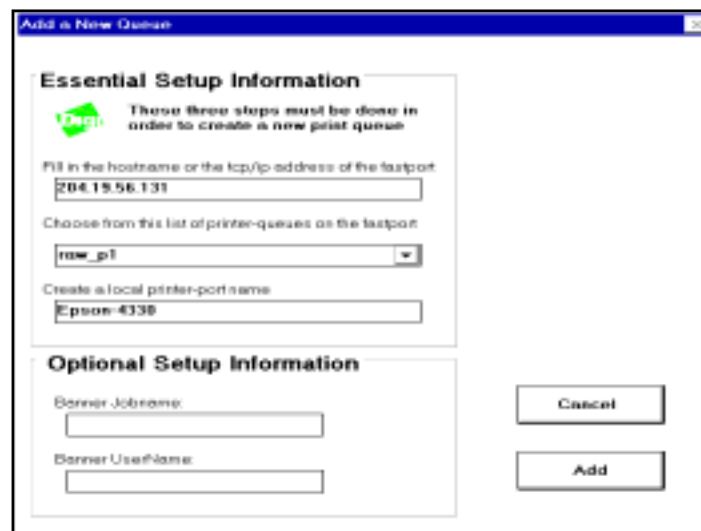 Add a New Queue
Essential Setup Information
Digi
These three steps must be done in
order to create a new print queue
Fill in the hostname or the tcp/ip address of the fastport
204.19.56.131
Choose from this list of printer-queues on the fastport
raw_p1
Create a local printer-port name
Epson-4330
Optional Setup Information
Banner Jobname:
Banner UserName:
Cancel
Add